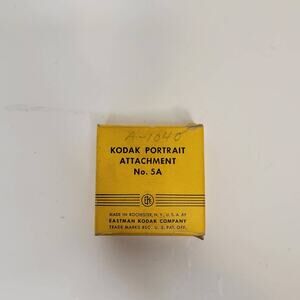 A-1040
KODAK PORTRAIT
ATTACHMENT
No. 5A
MADE IN ROCHESTER, N. Y., U. S. A. BY
EASTMAN KODAK COMPANY
TRADE MARKS REG. U. S. PAT. OFF.